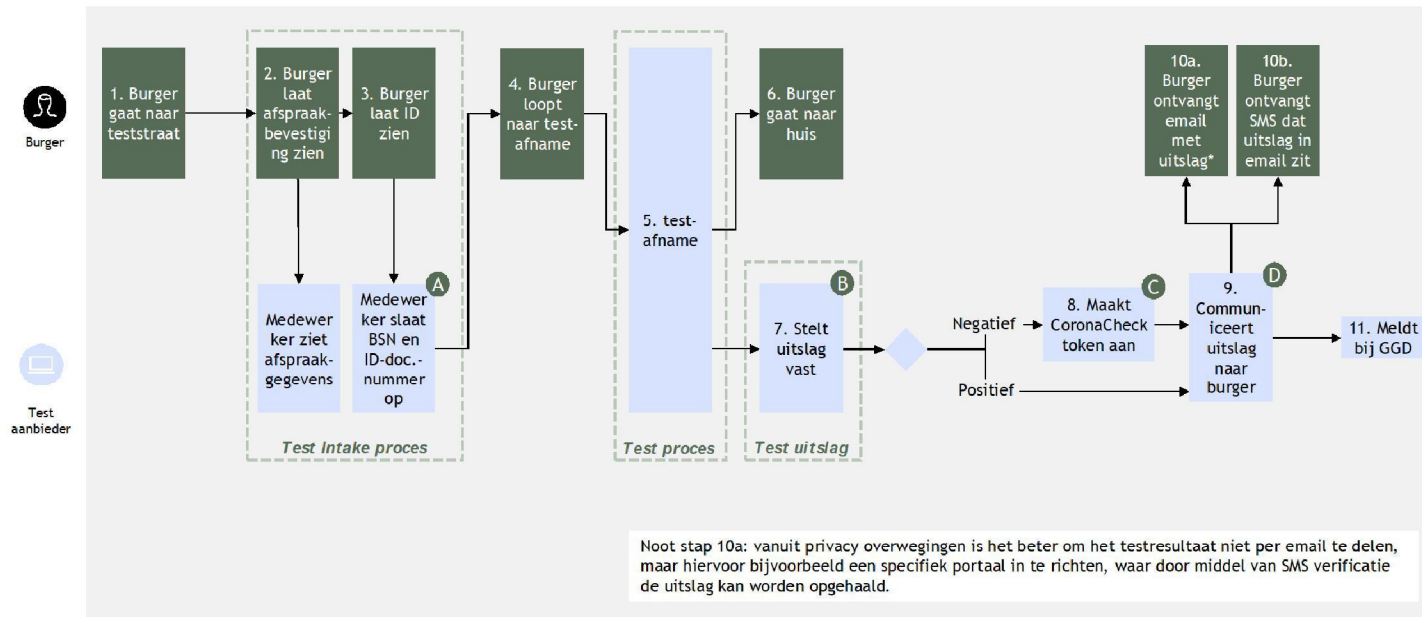 Burger
1. Burger
gaat naar
teststraat
2. Burger
laat
afspraak-
bevestigi
ng zien
3. Burger
laat ID
zien
4. Burger
loopt
naar test-
afname
5. test-
afname
6. Burger
gaat naar
huis
10a.
Burger
ontvangt
email
met
uitslag*
10b.
Burger
ontvangt
SMS dat
uitslag in
email zit
Test
aanbieder
Medewer
ker ziet
afspraak-
gegevens
A
Medewer
ker slaat
BSN en
ID-doc.-
nummer
op
B
7. Stelt
uitslag
vast
Negatief
Positief
C
8. Maakt
CoronaCheck
token aan
D
9.
Commun-
iceert
uitslag
naar
burger
11. Meldt
bij GGD
Test intake proces
Test proces
Test uitslag
Noot stap 10a: vanuit privacy overwegingen is het beter om het testresultaat niet per email te delen,
maar hiervoor bijvoorbeeld een specifiek portaal in te richten, waar door middel van SMS verificatie
de uitslag kan worden opgehaald.